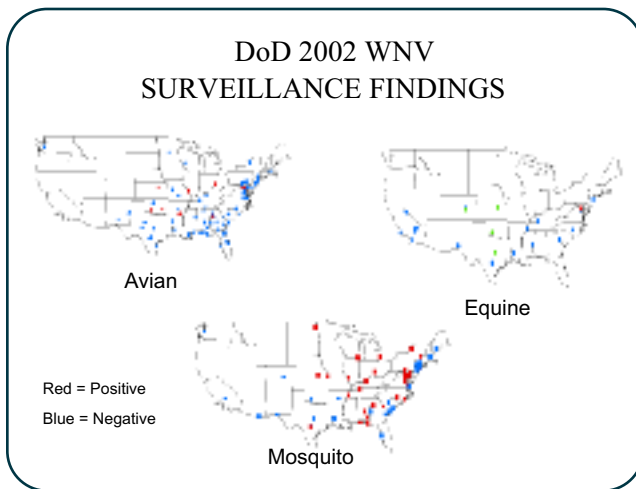 DoD 2002 WNV
SURVEILLANCE FINDINGS
Avian
Equine
Red = Positive
Blue = Negative
Mosquito